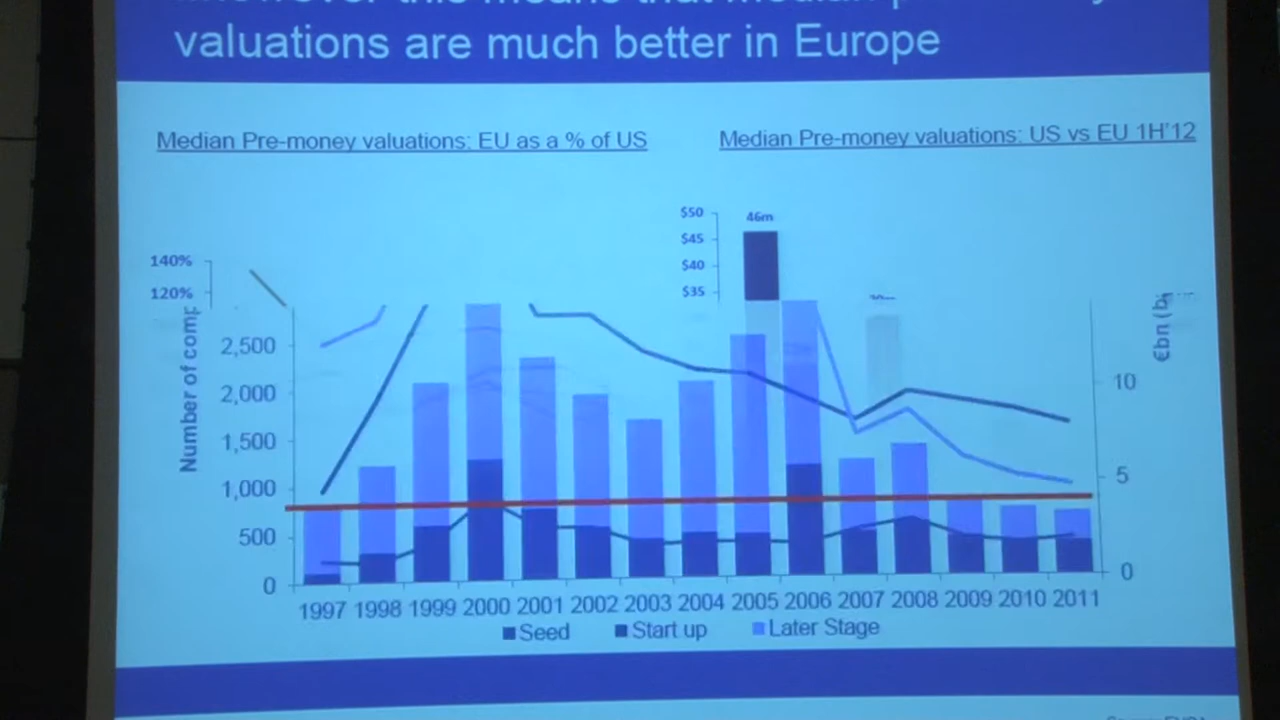 valuations are much better in Europe
Median Pre-money valuations: EU as a % of US
Median Pre-money valuations: US vs EU 1H'12
$50
46m
$45
$40
$35
140%
120%
Number of comp
€bn
2,500
2,000
1,500
1,000
500
0
10
5
0
1997 1998 1999 2000 2001 2002 2003 2004 2005 2006 2007 2008 2009 2010 2011
Seed Start up Later Stage